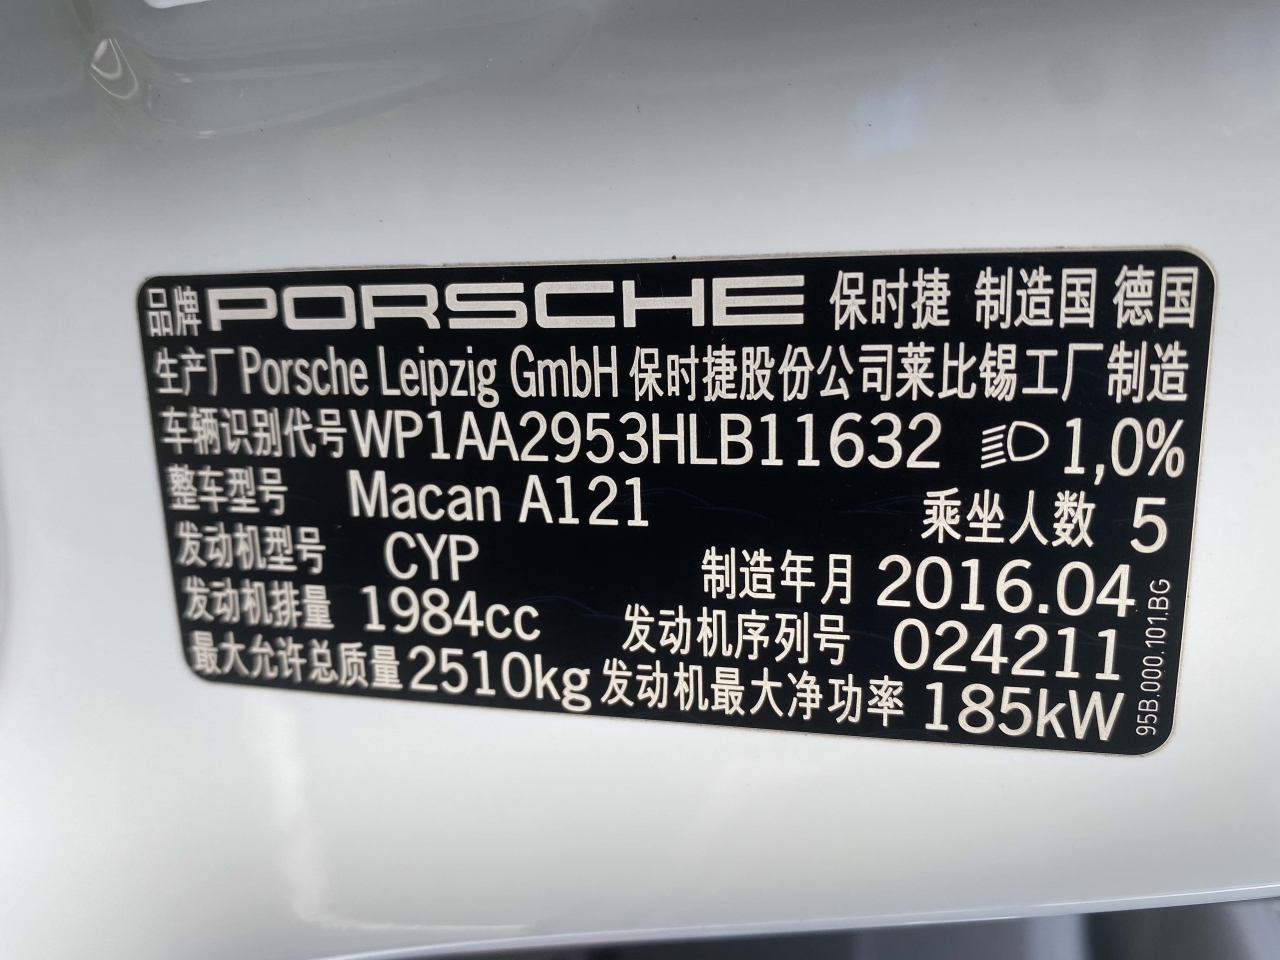 品牌 PORSCHE 保时捷 制造国 德国
生产厂 Porsche Leipzig GmbH 保时捷股份公司莱比锡工厂 制造
车辆识别代号 WP1AA2953HLB11632 1,0%
整车型号 Macan A121 乘坐人数 5
发动机型号 CYP 制造年月 2016.04
发动机排量 1984cc 发动机序列号 024211
最大允许总质量 2510kg 发动机最大净功率 185kW
95B.000.101.BG